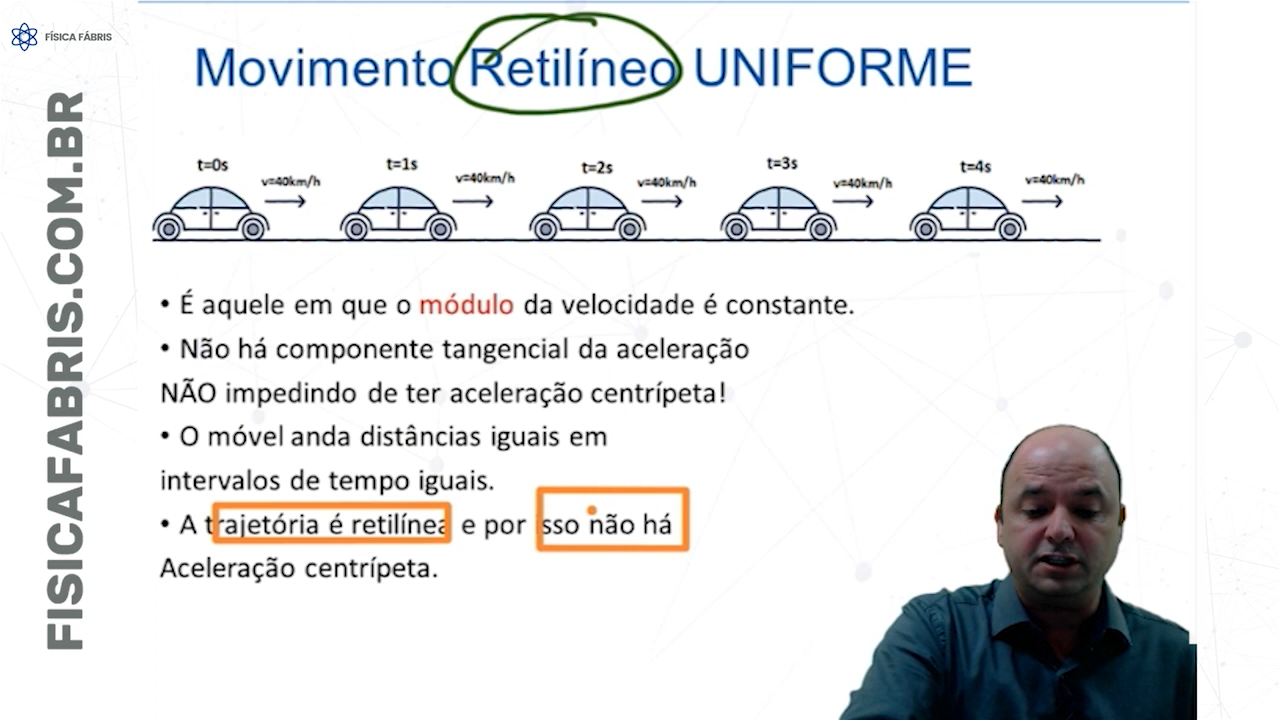 FÍSICA FÁBRIS
FISICAFABRIS.COM.BR
Movimento Retilíneo UNIFORME
t=0s
v=40km/h
t=1s
v=40km/h
t=2s
v=40km/h
t=3s
v=40km/h
t=4s
v=40km/h
• É aquele em que o módulo da velocidade é constante.
• Não há componente tangencial da aceleração
NÃO impedindo de ter aceleração centrípeta!
• O móvel anda distâncias iguais em
intervalos de tempo iguais.
• A trajetória é retilínea e por isso não há
Aceleração centrípeta.